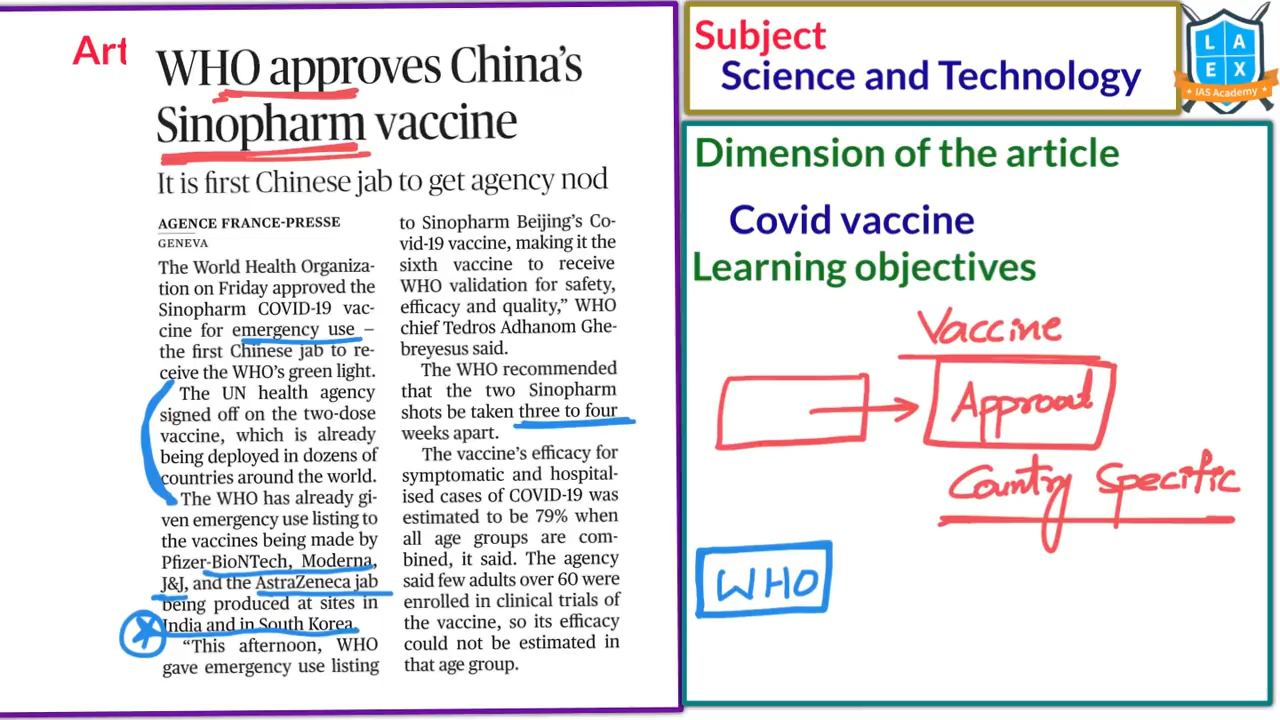 Art
WHO approves China's
Sinopharm vaccine
It is first Chinese jab to get agency nod
AGENCE FRANCE-PRESSE
GENEVA
The World Health Organiza-
tion on Friday approved the
Sinopharm COVID-19 vac-
cine for emergency use –
the first Chinese jab to re-
ceive the WHO's green light.
The UN health agency
signed off on the two-dose
vaccine, which is already
being deployed in dozens of
countries around the world.
The WHO has already gi-
ven emergency use listing to
the vaccines being made by
Pfizer-BioNTech, Moderna,
J&J, and the AstraZeneca jab
being produced at sites in
India and in South Korea.
"This afternoon, WHO
gave emergency use listing
to Sinopharm Beijing's Co-
vid-19 vaccine, making it the
sixth vaccine to receive
WHO validation for safety,
efficacy and quality," WHO
chief Tedros Adhanom Ghe-
breyesus said.
The WHO recommended
that the two Sinopharm
shots be taken three to four
weeks apart.
The vaccine's efficacy for
symptomatic and hospital-
ised cases of COVID-19 was
estimated to be 79% when
all age groups are com-
bined, it said. The agency
said few adults over 60 were
enrolled in clinical trials of
the vaccine, so its efficacy
could not be estimated in
that age group.
Subject
Science and Technology
LAEX
IAS Academy
Dimension of the article
Covid vaccine
Learning objectives
Vaccine
Country Specific
WHO